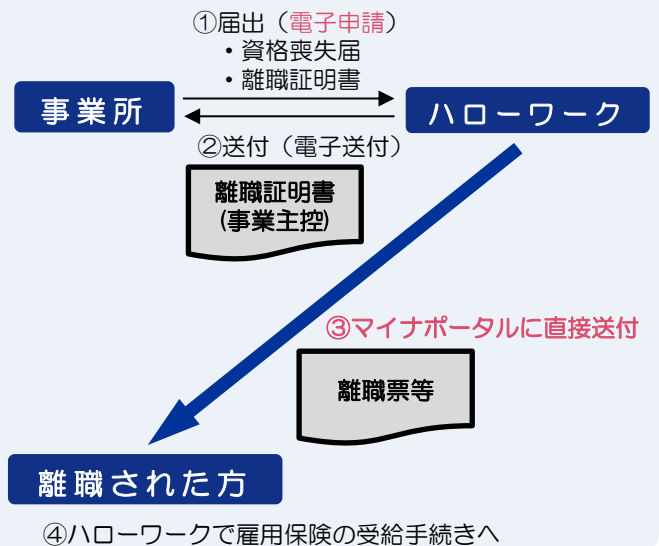 ①届出（電子申請）
・資格喪失届
・離職証明書
事業所
ハローワーク
②送付（電子送付）
離職証明書
(事業主控)
③マイナポータルに直接送付
離職票等
離職された方
④ハローワークで雇用保険の受給手続きへ